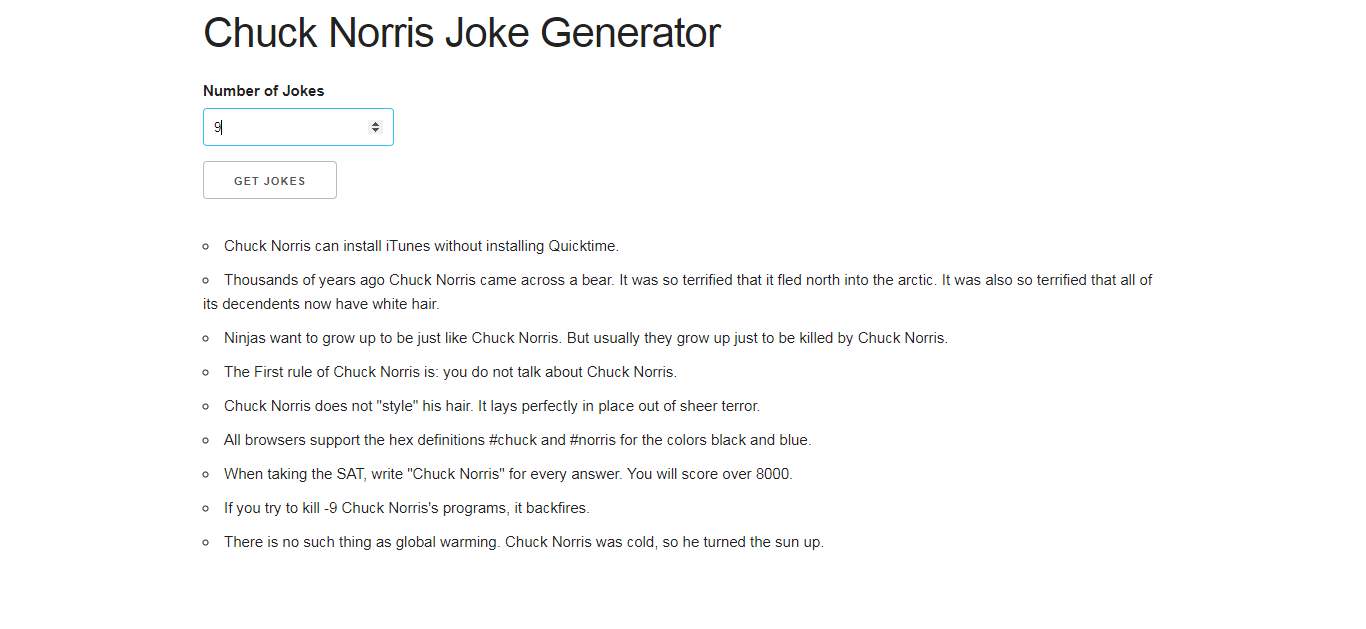 Chuck Norris Joke Generator
Number of Jokes
9
GET JOKES
Chuck Norris can install iTunes without installing Quicktime.
Thousands of years ago Chuck Norris came across a bear. It was so terrified that it fled north into the arctic. It was also so terrified that all of
its decendents now have white hair.
Ninjas want to grow up to be just like Chuck Norris. But usually they grow up just to be killed by Chuck Norris.
The First rule of Chuck Norris is: you do not talk about Chuck Norris.
Chuck Norris does not "style" his hair. It lays perfectly in place out of sheer terror.
All browsers support the hex definitions #chuck and #norris for the colors black and blue.
When taking the SAT, write "Chuck Norris" for every answer. You will score over 8000.
If you try to kill -9 Chuck Norris's programs, it backfires.
There is no such thing as global warming. Chuck Norris was cold, so he turned the sun up.